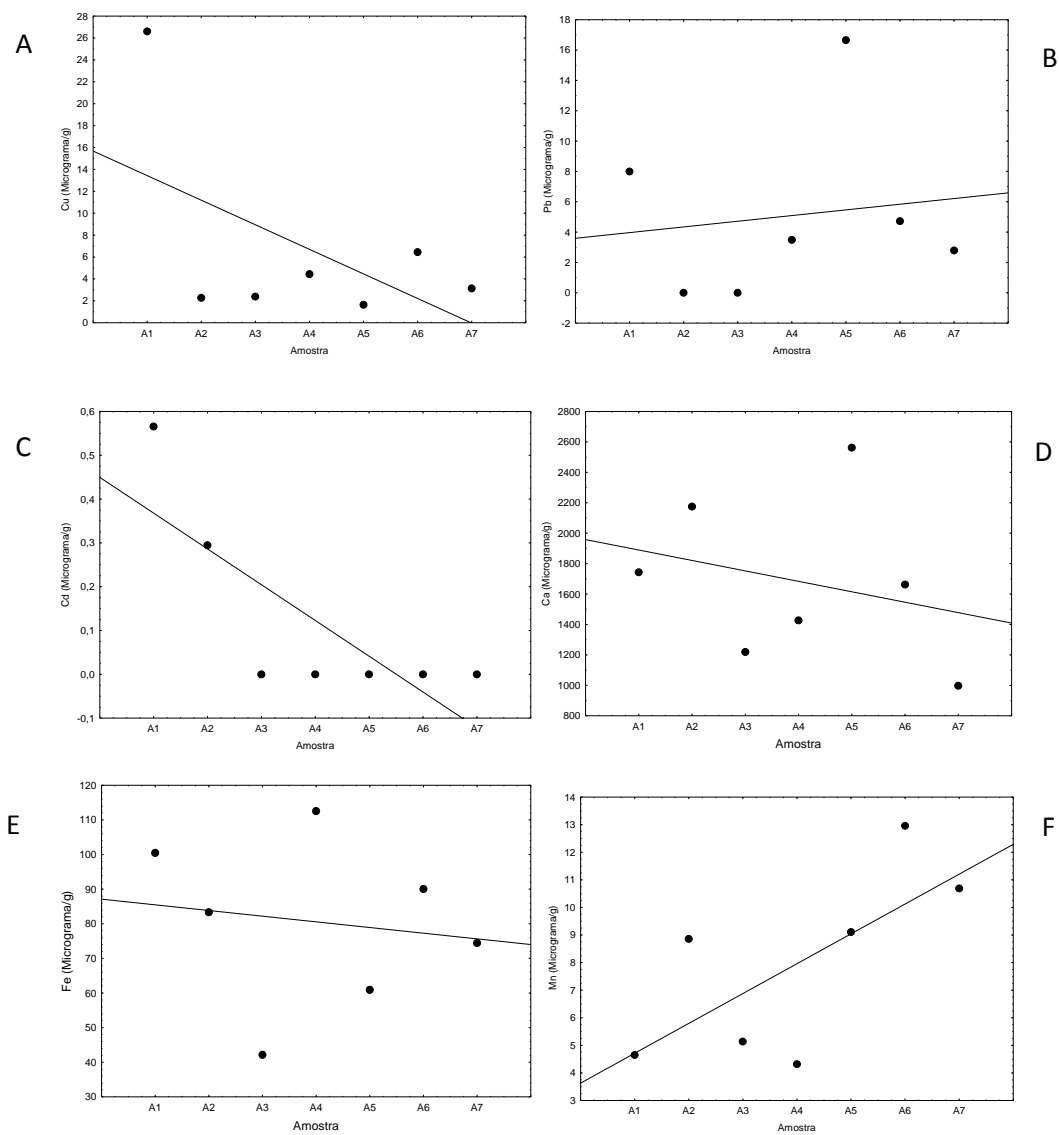 A
Cu (Micrograma/g)
28
26
24
22
20
18
16
14
12
10
8
6
4
2
0
A1 A2 A3 A4 A5 A6 A7
Amostra
B
Pb (Micrograma/g)
18
16
14
12
10
8
6
4
2
0
-2
A1 A2 A3 A4 A5 A6 A7
Amostra
C
Cd (Micrograma/g)
0,6
0,5
0,4
0,3
0,2
0,1
0,0
-0,1
A1 A2 A3 A4 A5 A6 A7
Amostra
D
Ca (Micrograma/g)
2800
2600
2400
2200
2000
1800
1600
1400
1200
1000
800
A1 A2 A3 A4 A5 A6 A7
Amostra
E
Fe (Micrograma/g)
120
110
100
90
80
70
60
50
40
30
A1 A2 A3 A4 A5 A6 A7
Amostra
F
Mn (Micrograma/g)
14
13
12
11
10
9
8
7
6
5
4
3
A1 A2 A3 A4 A5 A6 A7
Amostra